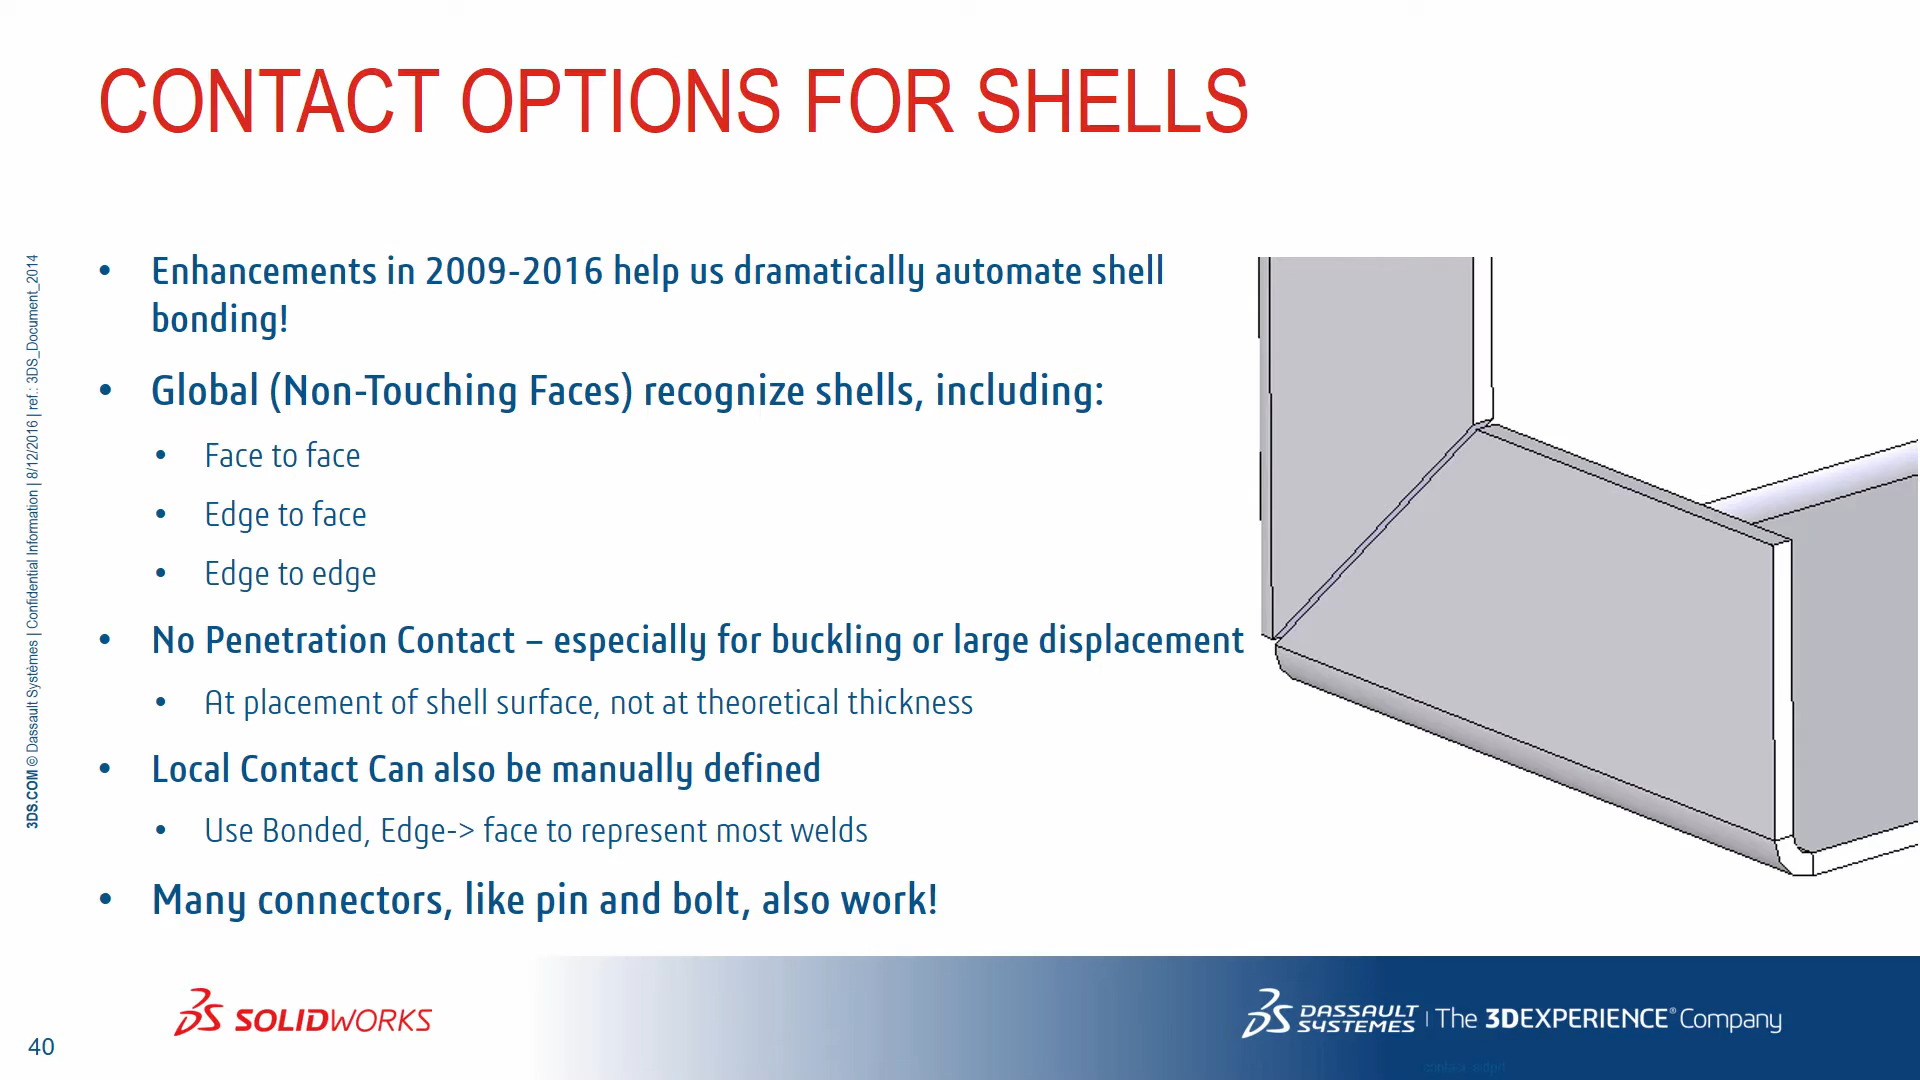 CONTACT OPTIONS FOR SHELLS
• Enhancements in 2009-2016 help us dramatically automate shell
bonding!
• Global (Non-Touching Faces) recognize shells, including:
• Face to face
• Edge to face
• Edge to edge
• No Penetration Contact – especially for buckling or large displacement
• At placement of shell surface, not at theoretical thickness
• Local Contact Can also be manually defined
• Use Bonded, Edge-> face to represent most welds
• Many connectors, like pin and bolt, also work!
3DS.COM © Dassault Systèmes | Confidential Information | 8/12/2016 | ref.: 3DS_Document_2014
40
SOLIDWORKS
DASSAULT
SYSTEMES | The 3DEXPERIENCE® Company